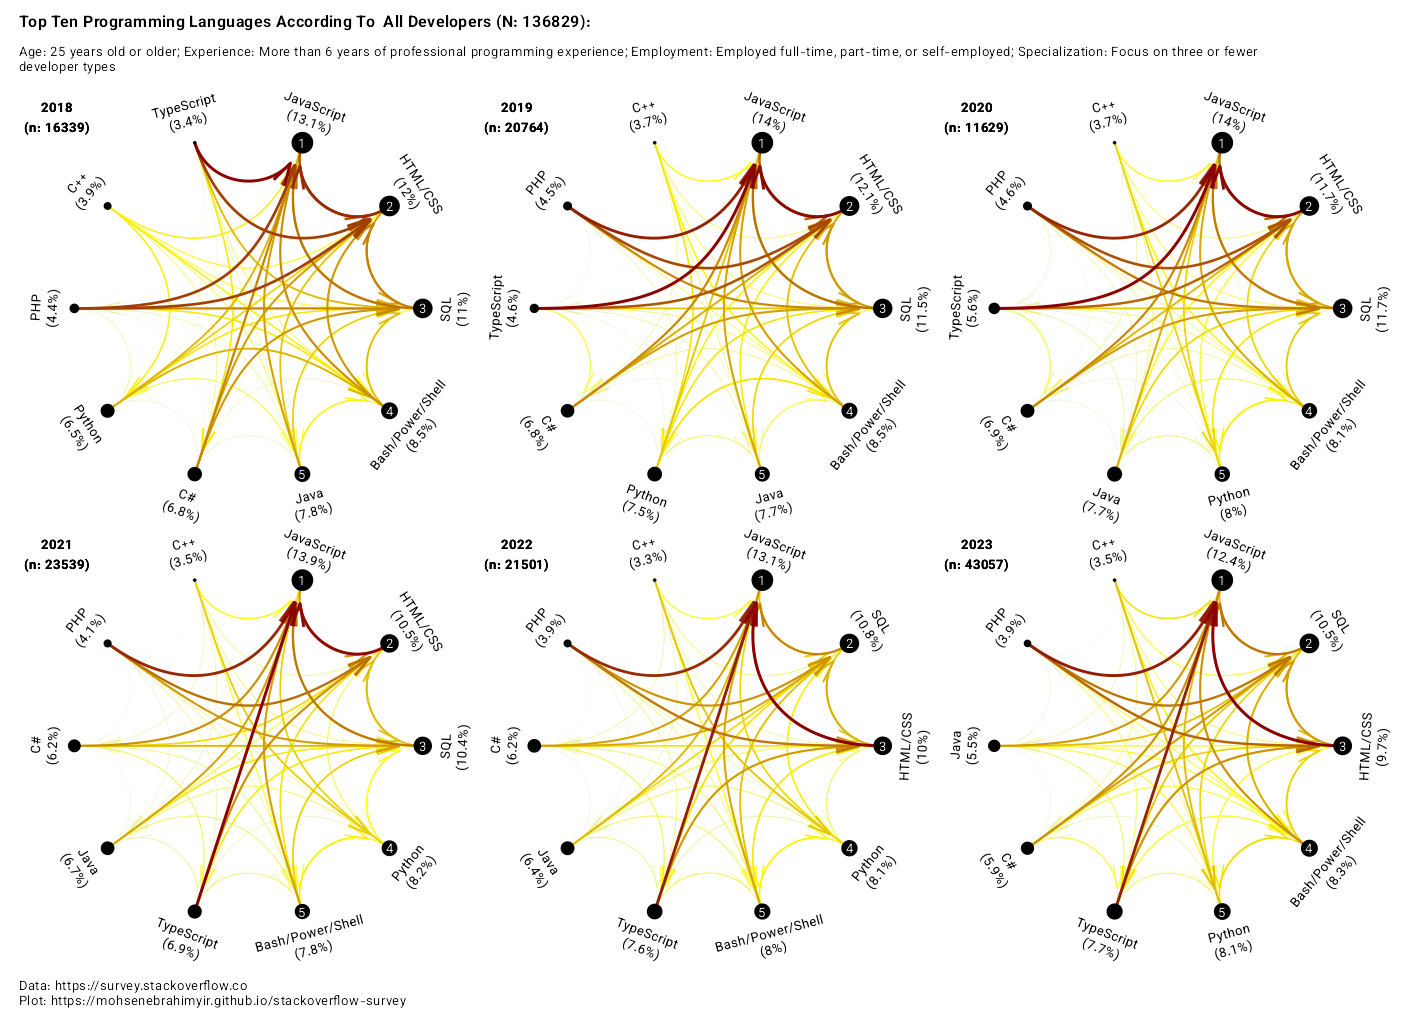 Top Ten Programming Languages According To  All Developers (N: 136829):
Age: 25 years old or older; Experience: More than 6 years of professional programming experience; Employment: Employed full-time, part-time, or self-employed; Specialization: Focus on three or fewer
developer types
2018
(n: 16339)
JavaScript
(13.1%)
1
HTML/CSS
(12%)
2
SQL
(11%)
3
Bash/Power/Shell
(8.5%)
4
Java
(7.8%)
5
C#
(6.8%)
Python
(6.5%)
PHP
(4.4%)
C++
(3.9%)
TypeScript
(3.4%)
2019
(n: 20764)
JavaScript
(14%)
1
HTML/CSS
(12.1%)
2
SQL
(11.5%)
3
Bash/Power/Shell
(8.5%)
4
Java
(7.7%)
5
Python
(7.5%)
C#
(6.8%)
TypeScript
(4.6%)
PHP
(4.5%)
C++
(3.7%)
2020
(n: 11629)
JavaScript
(14%)
1
HTML/CSS
(11.7%)
2
SQL
(11.7%)
3
Bash/Power/Shell
(8.1%)
4
Python
(8%)
5
Java
(7.7%)
C#
(6.9%)
TypeScript
(5.6%)
PHP
(4.6%)
C++
(3.7%)
2021
(n: 23539)
JavaScript
(13.9%)
1
HTML/CSS
(10.5%)
2
SQL
(10.4%)
3
Python
(8.2%)
4
Bash/Power/Shell
(7.8%)
5
TypeScript
(6.9%)
Java
(6.7%)
C#
(6.2%)
PHP
(4.1%)
C++
(3.5%)
2022
(n: 21501)
JavaScript
(13.1%)
1
SQL
(10.8%)
2
HTML/CSS
(10%)
3
Python
(8.1%)
4
Bash/Power/Shell
(8%)
5
TypeScript
(7.6%)
Java
(6.4%)
C#
(6.2%)
PHP
(3.9%)
C++
(3.3%)
2023
(n: 43057)
JavaScript
(12.4%)
1
SQL
(10.5%)
2
HTML/CSS
(9.7%)
3
Bash/Power/Shell
(8.3%)
4
Python
(8.1%)
5
TypeScript
(7.7%)
C#
(5.9%)
Java
(5.5%)
PHP
(3.9%)
C++
(3.5%)
Data: https://survey.stackoverflow.co
Plot: https://mohsenebrahimyir.github.io/stackoverflow-survey